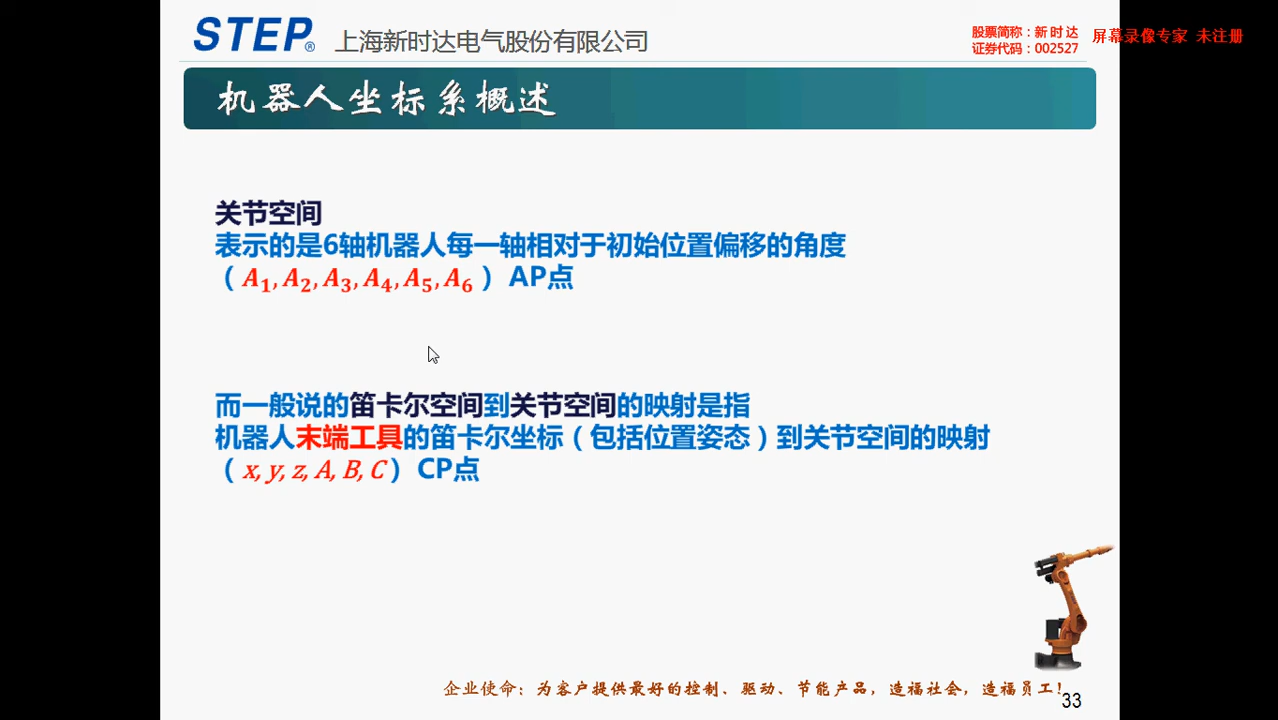 STEP® 上海新时达电气股份有限公司
股票简称：新时达
证券代码：002527
屏幕录像专家 未注册
机器人坐标系概述
关节空间
表示的是6轴机器人每一轴相对于初始位置偏移的角度
（A₁, A₂, A₃, A₄, A₅, A₆） AP点
而一般说的笛卡尔空间到关节空间的映射是指
机器人末端工具的笛卡尔坐标（包括位置姿态）到关节空间的映射
（x, y, z, A, B, C） CP点
企业使命：为客户提供最好的控制、驱动、节能产品，造福社会，造福员工！
33